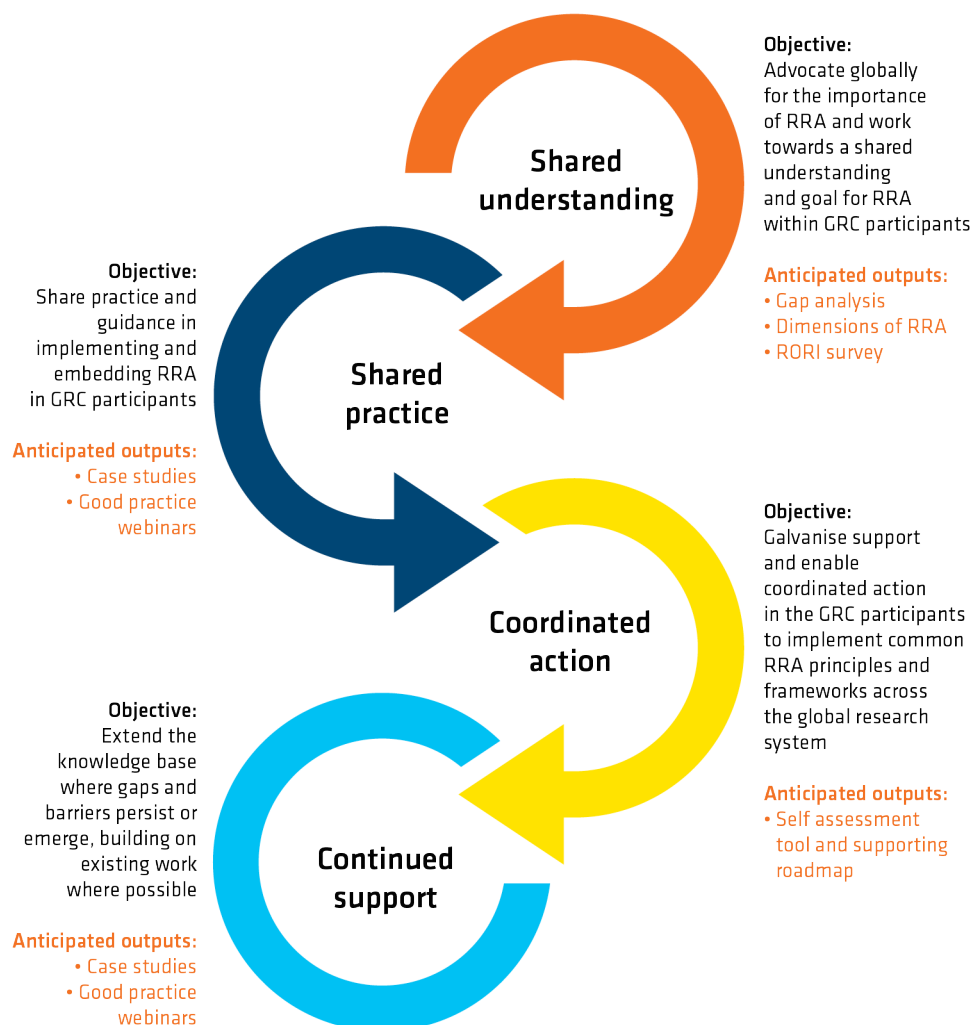 Shared
understanding
Objective:
Advocate globally
for the importance
of RRA and work
towards a shared
understanding
and goal for RRA
within GRC participants
Anticipated outputs:
• Gap analysis
• Dimensions of RRA
• RORI survey
Objective:
Share practice and
guidance in
implementing and
embedding RRA
in GRC participants
Anticipated outputs:
• Case studies
• Good practice
webinars
Shared
practice
Coordinated
action
Objective:
Galvanise support
and enable
coordinated action
in the GRC participants
to implement common
RRA principles and
frameworks across
the global research
system
Anticipated outputs:
• Self assessment
tool and supporting
roadmap
Objective:
Extend the
knowledge base
where gaps and
barriers persist or
emerge, building on
existing work
where possible
Anticipated outputs:
• Case studies
• Good practice
webinars
Continued
support